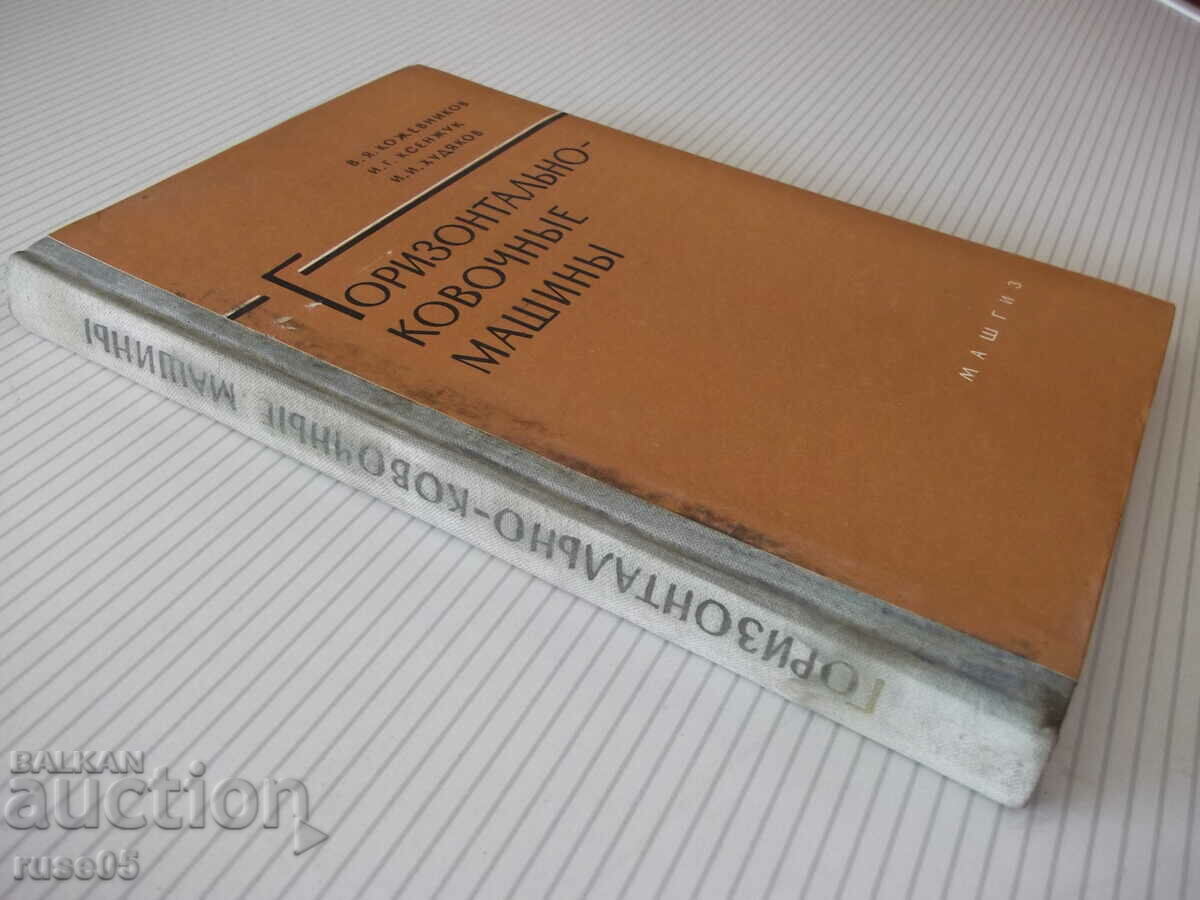 В.Я.КОЖЕВНИКОВ
И.Г.КСЕНЖУК
И.И.ХУДЯКОВ
ГОРИЗОНТАЛЬНО-
КОВОЧНЫЕ
МАШИНЫ
МАШГИЗ
ГОРИЗОНТАЛЬНО-КОВОЧНЫЕ МАШИНЫ
BALKAN
auction
ruse05